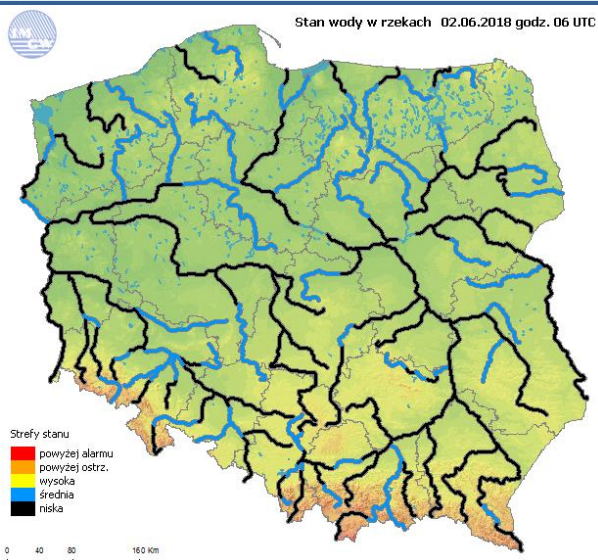 Stan wody w rzekach 02.06.2018 godz. 06 UTC
Strefy stanu
powyżej alarmu
powyżej ostrz.
wysoka
średnia
niska
0 40 80 160 Km